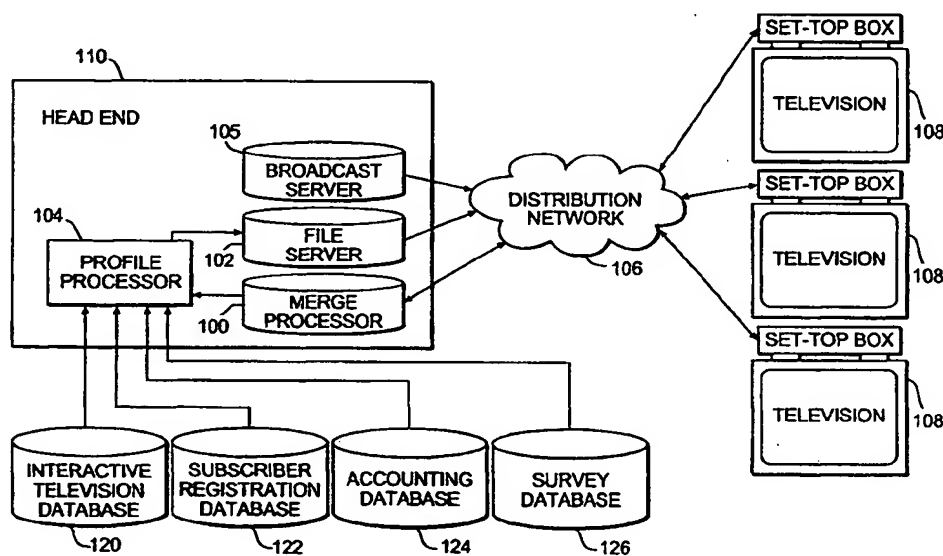 110
HEAD END
105
BROADCAST
SERVER
104
PROFILE
PROCESSOR
102
FILE
SERVER
100
MERGE
PROCESSOR
DISTRIBUTION
NETWORK
106
SET-TOP BOX
TELEVISION
108
SET-TOP BOX
TELEVISION
108
SET-TOP BOX
TELEVISION
108
INTERACTIVE
TELEVISION
DATABASE
120
SUBSCRIBER
REGISTRATION
DATABASE
122
ACCOUNTING
DATABASE
124
SURVEY
DATABASE
126